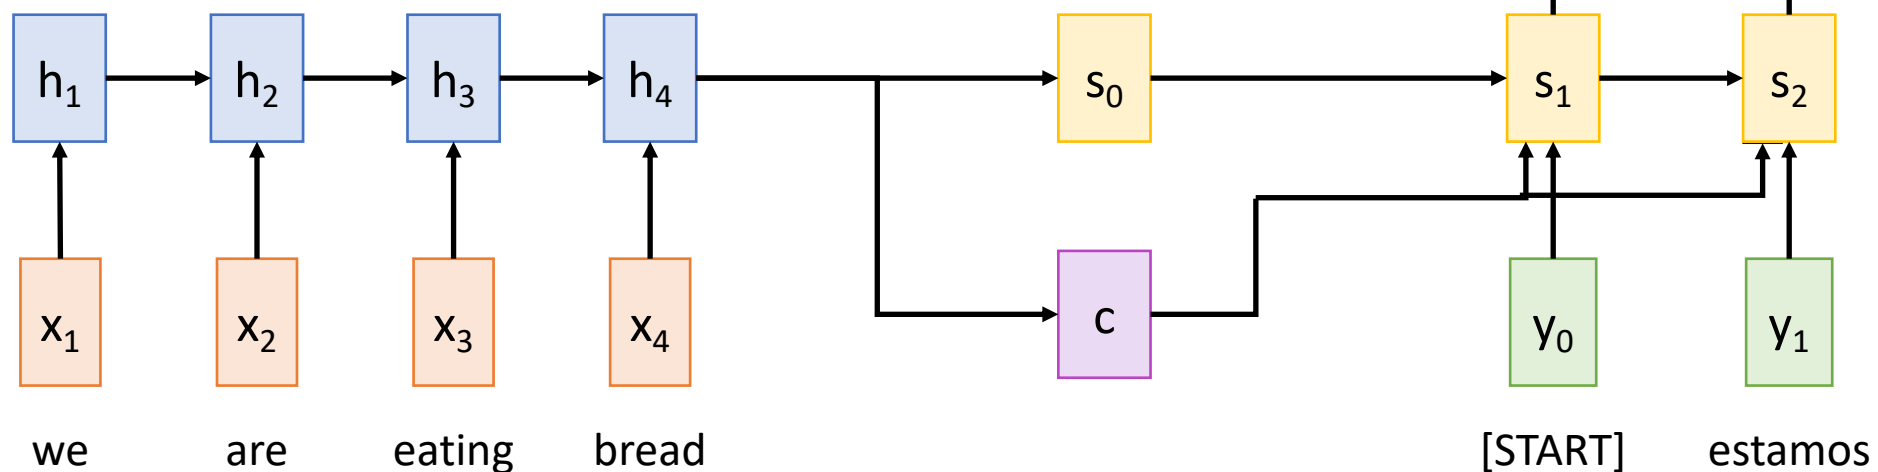 h₁ h₂ h₃ h₄ s₀ s₁ s₂
x₁ x₂ x₃ x₄ c y₀ y₁
we are eating bread [START] estamos